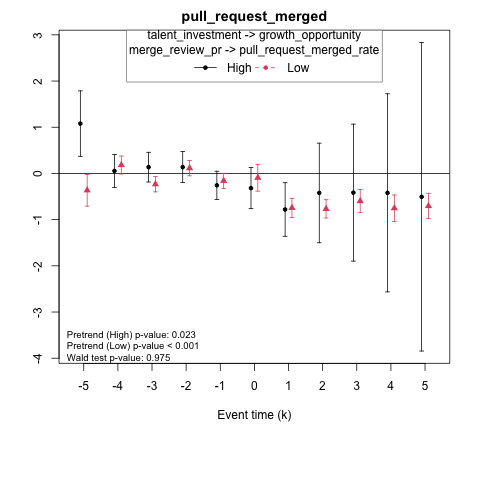 pull_request_merged
talent_investment -> growth_opportunity
merge_review_pr -> pull_request_merged_rate
High Low
3
2
1
0
-1
-2
-3
-4
Pretrend (High) p-value: 0.023
Pretrend (Low) p-value < 0.001
Wald test p-value: 0.975
-5 -4 -3 -2 -1 0 1 2 3 4 5
Event time (k)